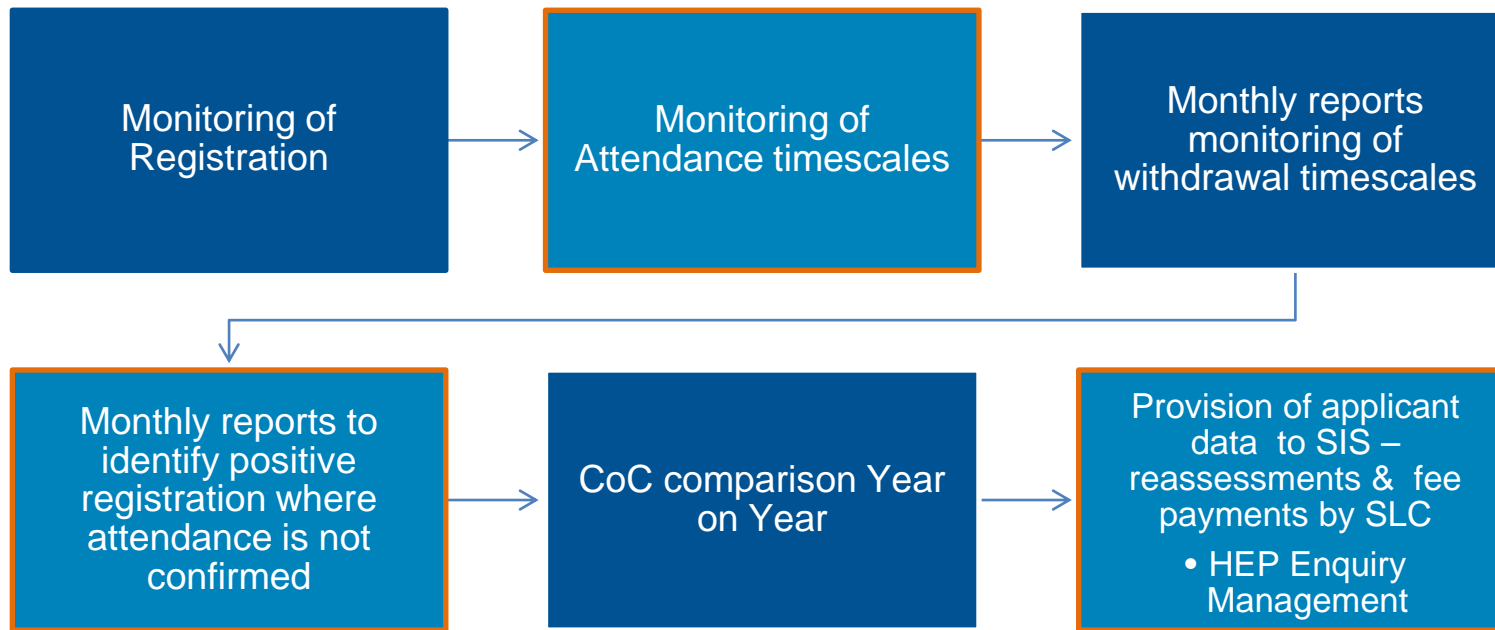 Monitoring of
Registration
Monitoring of
Attendance timescales
Monthly reports
monitoring of
withdrawal timescales
Monthly reports to
identify positive
registration where
attendance is not
confirmed
CoC comparison Year
on Year
Provision of applicant
data  to SIS –
reassessments &  fee
payments by SLC
• HEP Enquiry
Management